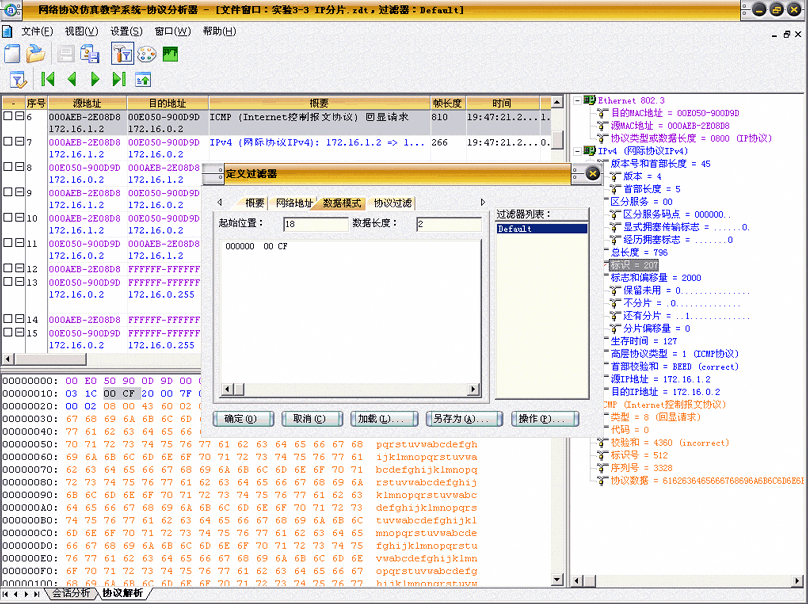 网络协议仿真教学系统-协议分析器 - [文件窗口：实验3-3 IP分片.zdt，过滤器：Default]
文件(F) 视图(V) 设置(S) 窗口(W) 帮助(H)
- 序号 源地址 目的地址 概要 帧长度 时间
6 000AEB-2E08D8 00E050-900D9D ICMP (Internet控制报文协议) 回显请求 810 19:47:21.2... 1..
172.16.1.2 172.16.0.2
7 000AEB-2E08D8 00E050-900D9D IPv4 (网际协议IPv4): 172.16.1.2 => 1... 266 19:47:21.2... 0..
172.16.1.2 172.16.0.2
8 00E050-900D9D 000AEB-2E08D8
172.16.0.2 172.16.1.2
9 00E050-900D9D 000AEB-2E08D8
172.16.0.2 172.16.1.2
10 000AEB-2E08D8 00E050-900D9D
172.16.1.2 172.16.0.2
11 00E050-900D9D 000AEB-2E08D8
172.16.0.2 172.16.1.2
12 000AEB-2E08D8 FFFFFF-FFFFFF
13 00E050-900D9D FFFFFF-FFFFFF
172.16.0.2 172.16.0.255
14 000AEB-2E08D8 FFFFFF-FFFFFF
15 00E050-900D9D FFFFFF-FFFFFF
172.16.0.2 172.16.0.255
定义过滤器
概要 网络地址 数据模式 协议过滤
起始位置： 18 数据长度： 2
000000 00 CF
过滤器列表：
Default
确定(O) 取消(C) 加载(L)... 另存为(A)... 操作(P)...
Ethernet 802.3
目的MAC地址 = 00E050-900D9D
源MAC地址 = 000AEB-2E08D8
协议类型或数据长度 = 0800 (IP协议)
IPv4 (网际协议IPv4)
版本号和首部长度 = 45
版本 = 4
首部长度 = 5
区分服务 = 00
区分服务码点 = 000000..
显式拥塞传输标志 = ......0.
经历拥塞标志 = .......0
总长度 = 796
标识 = 207
标志和偏移量 = 2000
保留未用 = 0...............
不分片 = .0..............
还有分片 = ..1.............
分片偏移量 = 0
生存时间 = 127
高层协议类型 = 1 (ICMP协议)
首部校验和 = BEED (correct)
源IP地址 = 172.16.1.2
目的IP地址 = 172.16.0.2
CMP (Internet控制报文协议)
类型 = 8 (回显请求)
代码 = 0
校验和 = 4360 (incorrect)
标识号 = 512
序列号 = 3328
协议数据 = 6162636465666768696A6B6C6D6E6
00000000: 00 E0 50 90 0D 9D 00
00000010: 03 1C 00 CF 20 00 7F
00000020: 00 02 08 00 43 60 02
00000030: 67 68 69 6A 6B 6C 6D
00000040: 77 61 62 63 64 65 66
00000050: 70 71 72 73 74 75 76 77 61 62 63 64 65 66 67 68 pqrstuvwabcdefgh
00000060: 69 6A 6B 6C 6D 6E 6F 70 71 72 73 74 75 76 77 61 ijklmnopqrstuvwa
00000070: 62 63 64 65 66 67 68 69 6A 6B 6C 6D 6E 6F 70 71 bcdefghijklmnopq
00000080: 72 73 74 75 76 77 61 62 63 64 65 66 67 68 69 6A rstuvwabcdefghij
00000090: 6B 6C 6D 6E 6F 70 71 72 73 74 75 76 77 61 62 63 klmnopqrstuvwabc
000000A0: 64 65 66 67 68 69 6A 6B 6C 6D 6E 6F 70 71 72 73 defghijklmnopqrs
000000B0: 74 75 76 77 61 62 63 64 65 66 67 68 69 6A 6B 6C tuvwabcdefghijkl
000000C0: 6D 6E 6F 70 71 72 73 74 75 76 77 61 62 63 64 65 mnopqrstuvwabcde
000000D0: 66 67 68 69 6A 6B 6C 6D 6E 6F 70 71 72 73 74 75 fghijklmnopqrstu
000000E0: 76 77 61 62 63 64 65 66 67 68 69 6A 6B 6C 6D 6E vwabcdefghijklmn
000000F0: 6F 70 71 72 73 74 75 76 77 61 62 63 64 65 66 67 opqrstuvwabcdefg
00000100: 68 69 6A 6B 6C 6D 6E 6F 70 71 72 73 74 75 76 77 hijklmnopqrstuvw
会话分析 协议解析